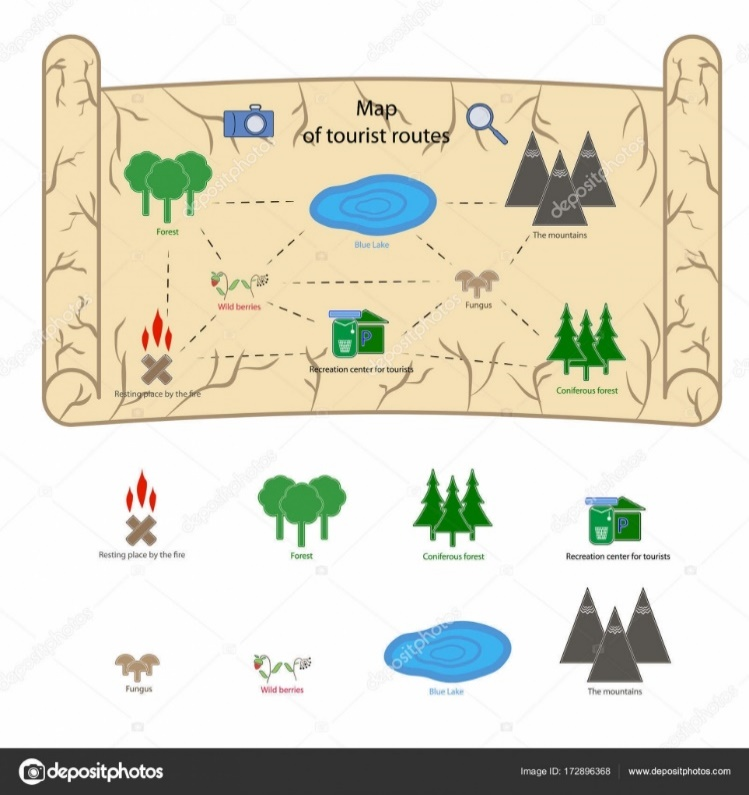 Map
of tourist routes
Forest
Blue Lake
The mountains
Wild berries
Fungus
P
Recreation center for tourists
Resting place by the fire
Coniferous forest
Resting place by the fire
Forest
Coniferous forest
P
Recreation center for tourists
Fungus
Wild berries
Blue Lake
The mountains
depositphotos
Image ID: 172896368 | www.depositphotos.com